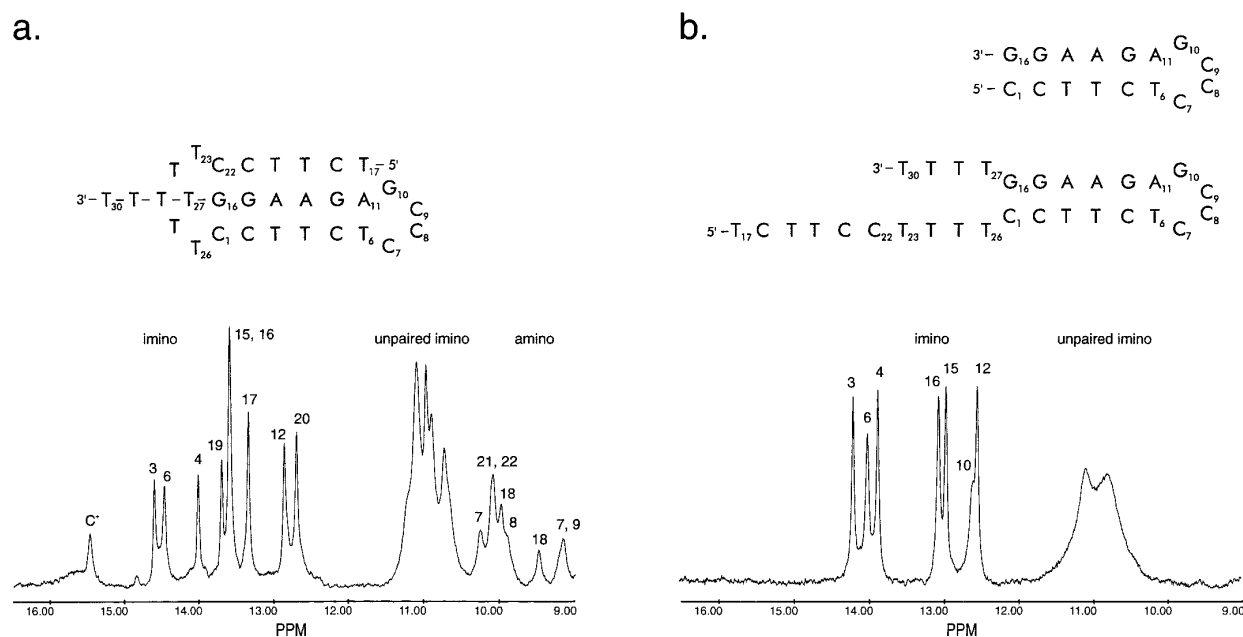 a.
T T₂₃ C₂₂ C T T C T₁₇ - 5'
3' - T₃₀ - T - T - T₂₇ - G₁₆ G A A G A₁₁ G₁₀ C₉ C₈
T T₂₆ C₁ C T T C T₆ C₇
imino
unpaired imino
amino
15, 16
17
20
19
12
3
6
4
C⁺
21, 22
18
7
8
18
7, 9
16.00 15.00 14.00 13.00 12.00 11.00 10.00 9.00
PPM
b.
3' - G₁₆ G A A G A₁₁ G₁₀ C₉
5' - C₁ C T T C T₆ C₇ C₈
3' - T₃₀ T T T₂₇ G₁₆ G A A G A₁₁ G₁₀ C₉
5' - T₁₇ C T T C C₂₂ T₂₃ T T T₂₆ C₁ C T T C T₆ C₇ C₈
imino
unpaired imino
3
6
4
16
15
10
12
16.00 15.00 14.00 13.00 12.00 11.00 10.00 9.00
PPM